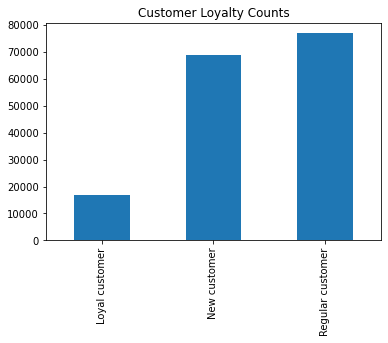 Customer Loyalty Counts
80000
70000
60000
50000
40000
30000
20000
10000
0
Loyal customer
New customer
Regular customer